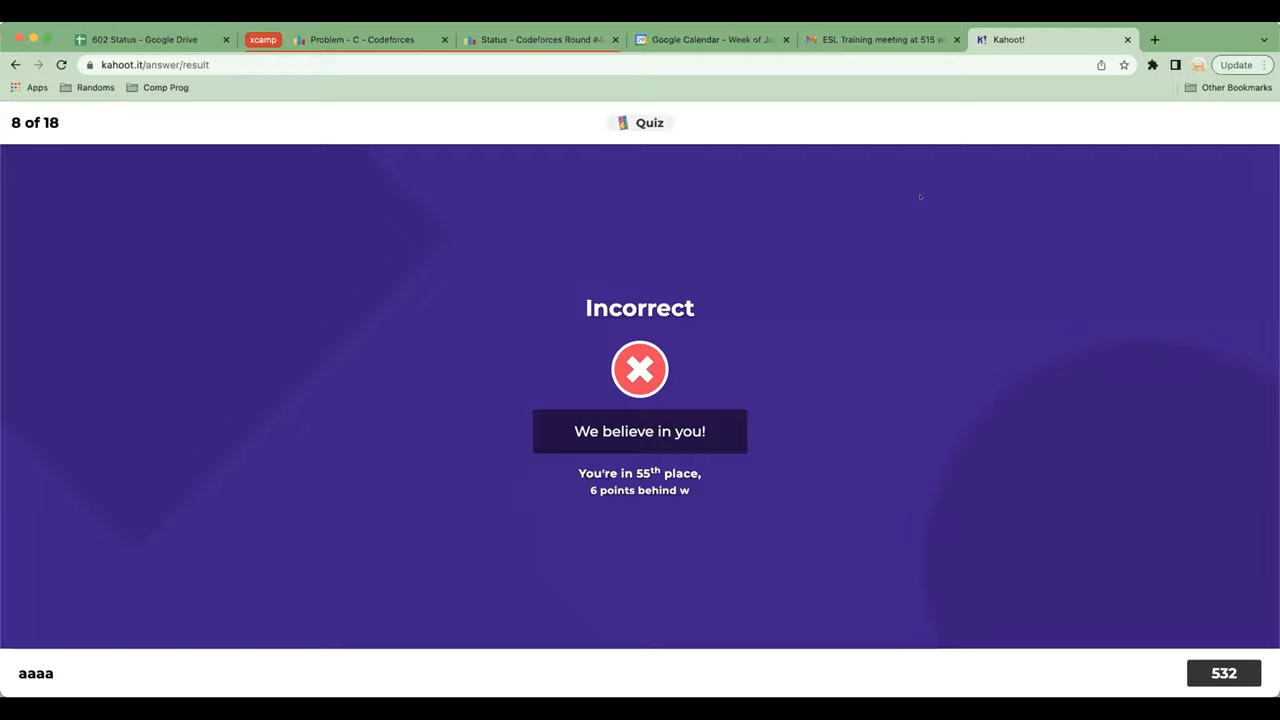 602 Status - Google Drive
xcamp
Problem - C - Codeforces
Status - Codeforces Round #4
Google Calendar - Week of Ju
ESL Training meeting at 515 w
K! Kahoot!
kahoot.it/answer/result
Update
Apps
Randoms
Comp Prog
Other Bookmarks
8 of 18
Quiz
Incorrect
We believe in you!
You're in 55th place,
6 points behind w
aaaa
532